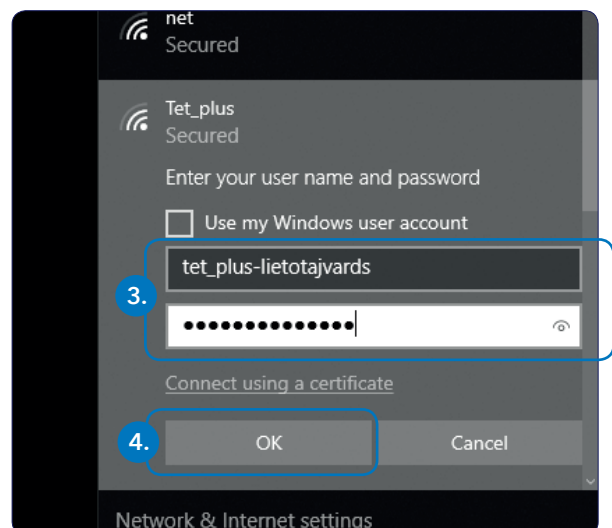 net
Secured
Tet_plus
Secured
Enter your user name and password
Use my Windows user account
3.
tet_plus-lietotajvards
••••••••••••••
Connect using a certificate
4.
OK
Cancel
Network & Internet settings